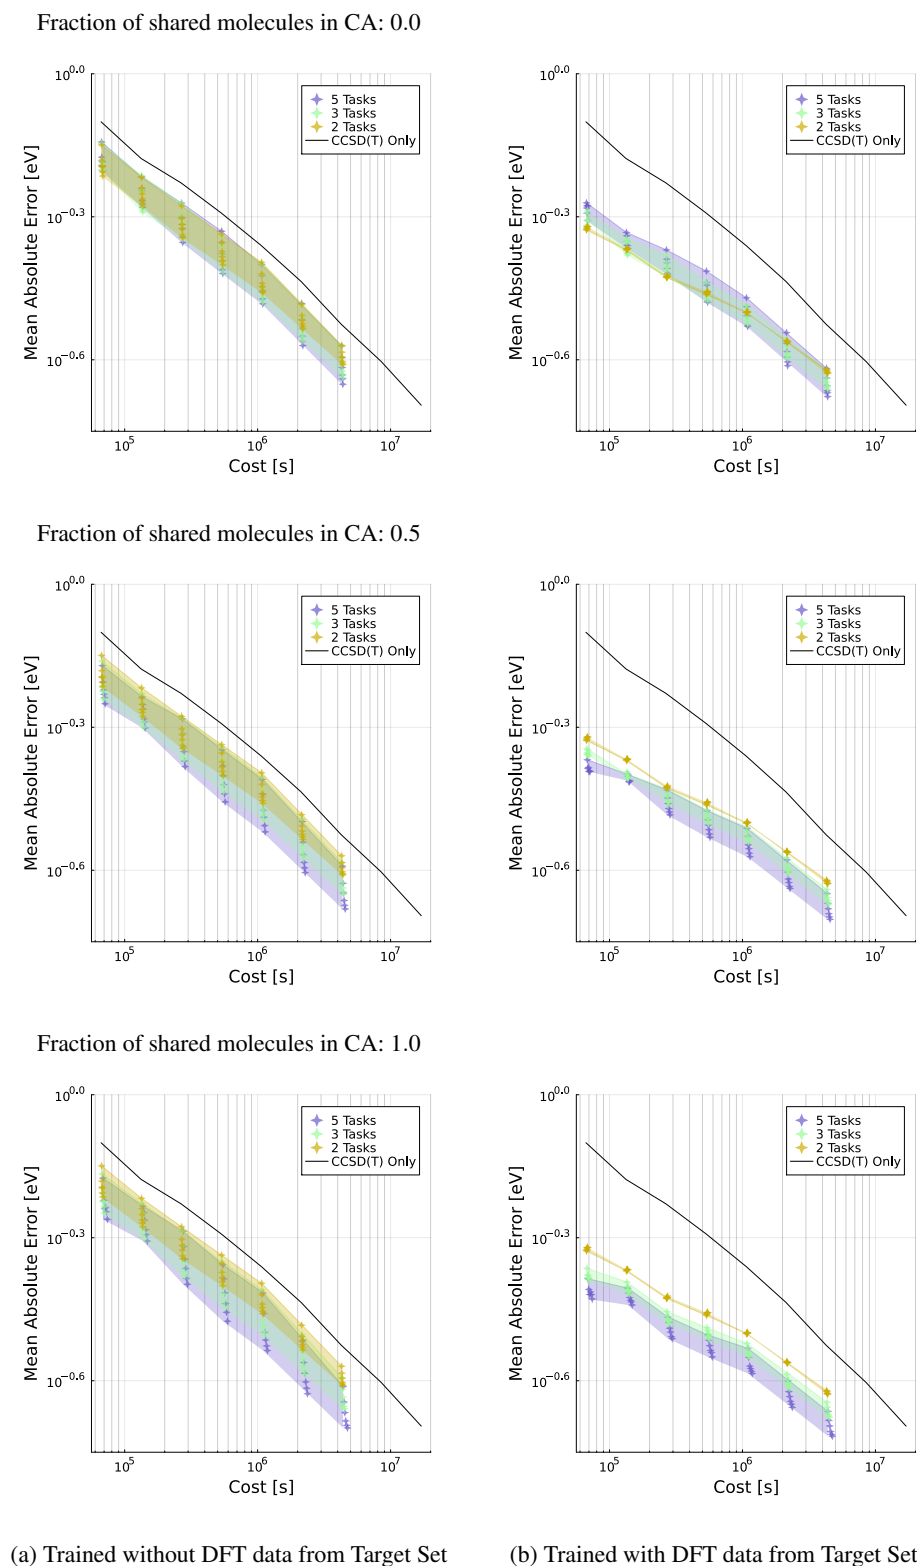 Fraction of shared molecules in CA: 0.0
10^0.0
10^-0.3
10^-0.6
Mean Absolute Error [eV]
5 Tasks
3 Tasks
2 Tasks
CCSD(T) Only
10^5
10^6
10^7
Cost [s]
10^0.0
10^-0.3
10^-0.6
Mean Absolute Error [eV]
5 Tasks
3 Tasks
2 Tasks
CCSD(T) Only
10^5
10^6
10^7
Cost [s]
Fraction of shared molecules in CA: 0.5
10^0.0
10^-0.3
10^-0.6
Mean Absolute Error [eV]
5 Tasks
3 Tasks
2 Tasks
CCSD(T) Only
10^5
10^6
10^7
Cost [s]
10^0.0
10^-0.3
10^-0.6
Mean Absolute Error [eV]
5 Tasks
3 Tasks
2 Tasks
CCSD(T) Only
10^5
10^6
10^7
Cost [s]
Fraction of shared molecules in CA: 1.0
10^0.0
10^-0.3
10^-0.6
Mean Absolute Error [eV]
5 Tasks
3 Tasks
2 Tasks
CCSD(T) Only
10^5
10^6
10^7
Cost [s]
10^0.0
10^-0.3
10^-0.6
Mean Absolute Error [eV]
5 Tasks
3 Tasks
2 Tasks
CCSD(T) Only
10^5
10^6
10^7
Cost [s]
(a) Trained without DFT data from Target Set
(b) Trained with DFT data from Target Set